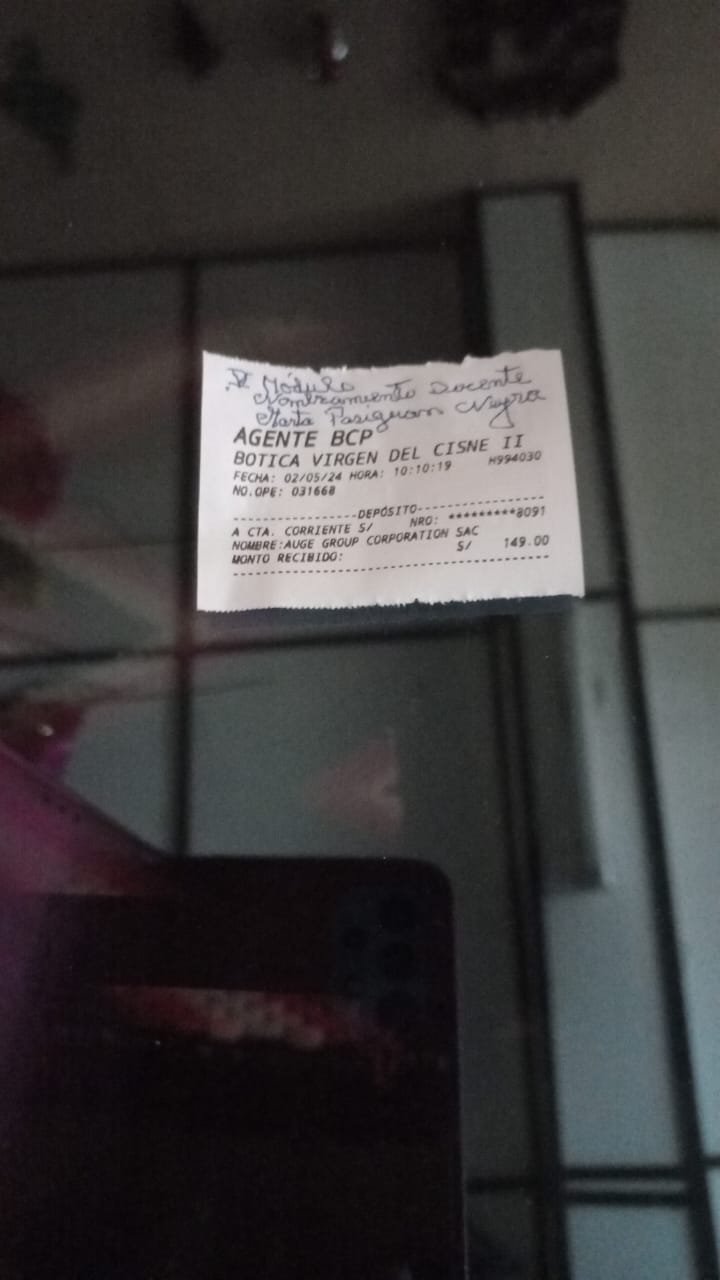 V Módulo
Nombramiento Docente
Marta Pasiguan Neyra
AGENTE BCP
BOTICA VIRGEN DEL CISNE II
FECHA: 02/05/24 HORA: 10:10:19 H994030
NO.OPE: 031668
DEPÓSITO
A CTA. CORRIENTE S/ NRO: *********8091
NOMBRE:AUGE GROUP CORPORATION SAC
MONTO RECIBIDO: S/ 149.00